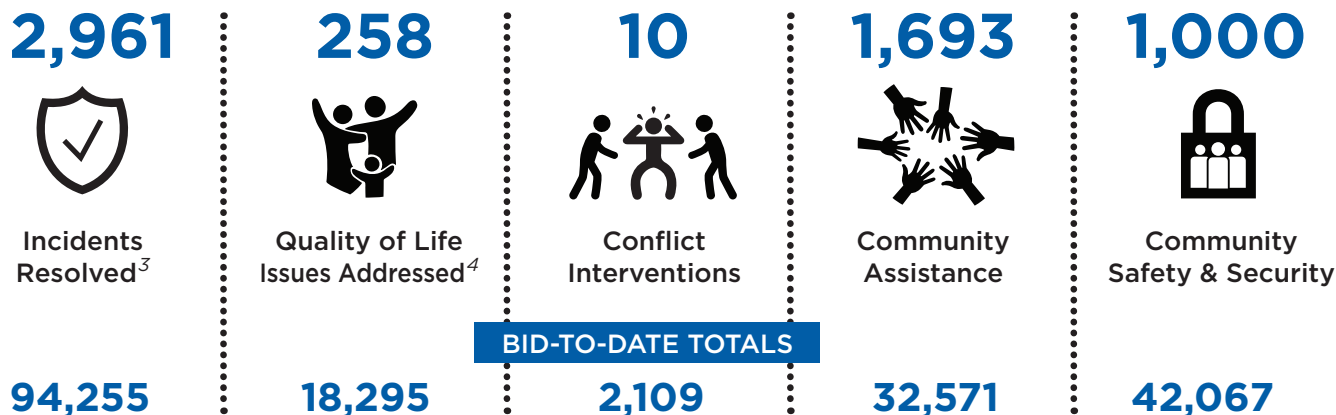 2,961
258
10
1,693
1,000
Incidents
Resolved3
Quality of Life
Issues Addressed4
Conflict
Interventions
Community
Assistance
Community
Safety & Security
BID-TO-DATE TOTALS
94,255
18,295
2,109
32,571
42,067